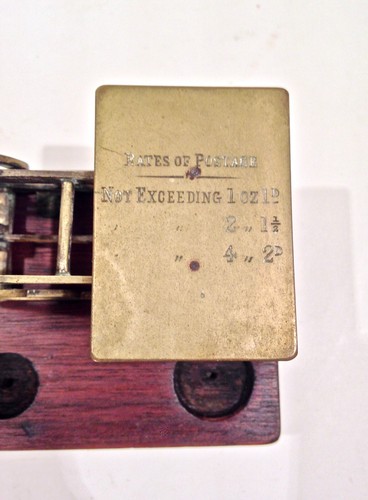 RATES OF POSTAGE
NOT EXCEEDING 1 OZ 1D
" " 2 " 1½
" 4 " 2D